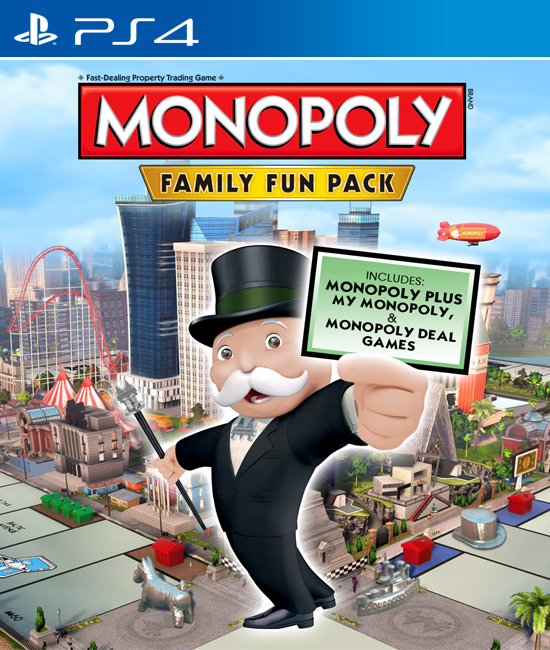 PS4
Fast-Dealing Property Trading Game
MONOPOLY
BRAND
FAMILY FUN PACK
MONOPOLY
INCLUDES:
MONOPOLY PLUS
MY MONOPOLY,
&
MONOPOLY DEAL
GAMES